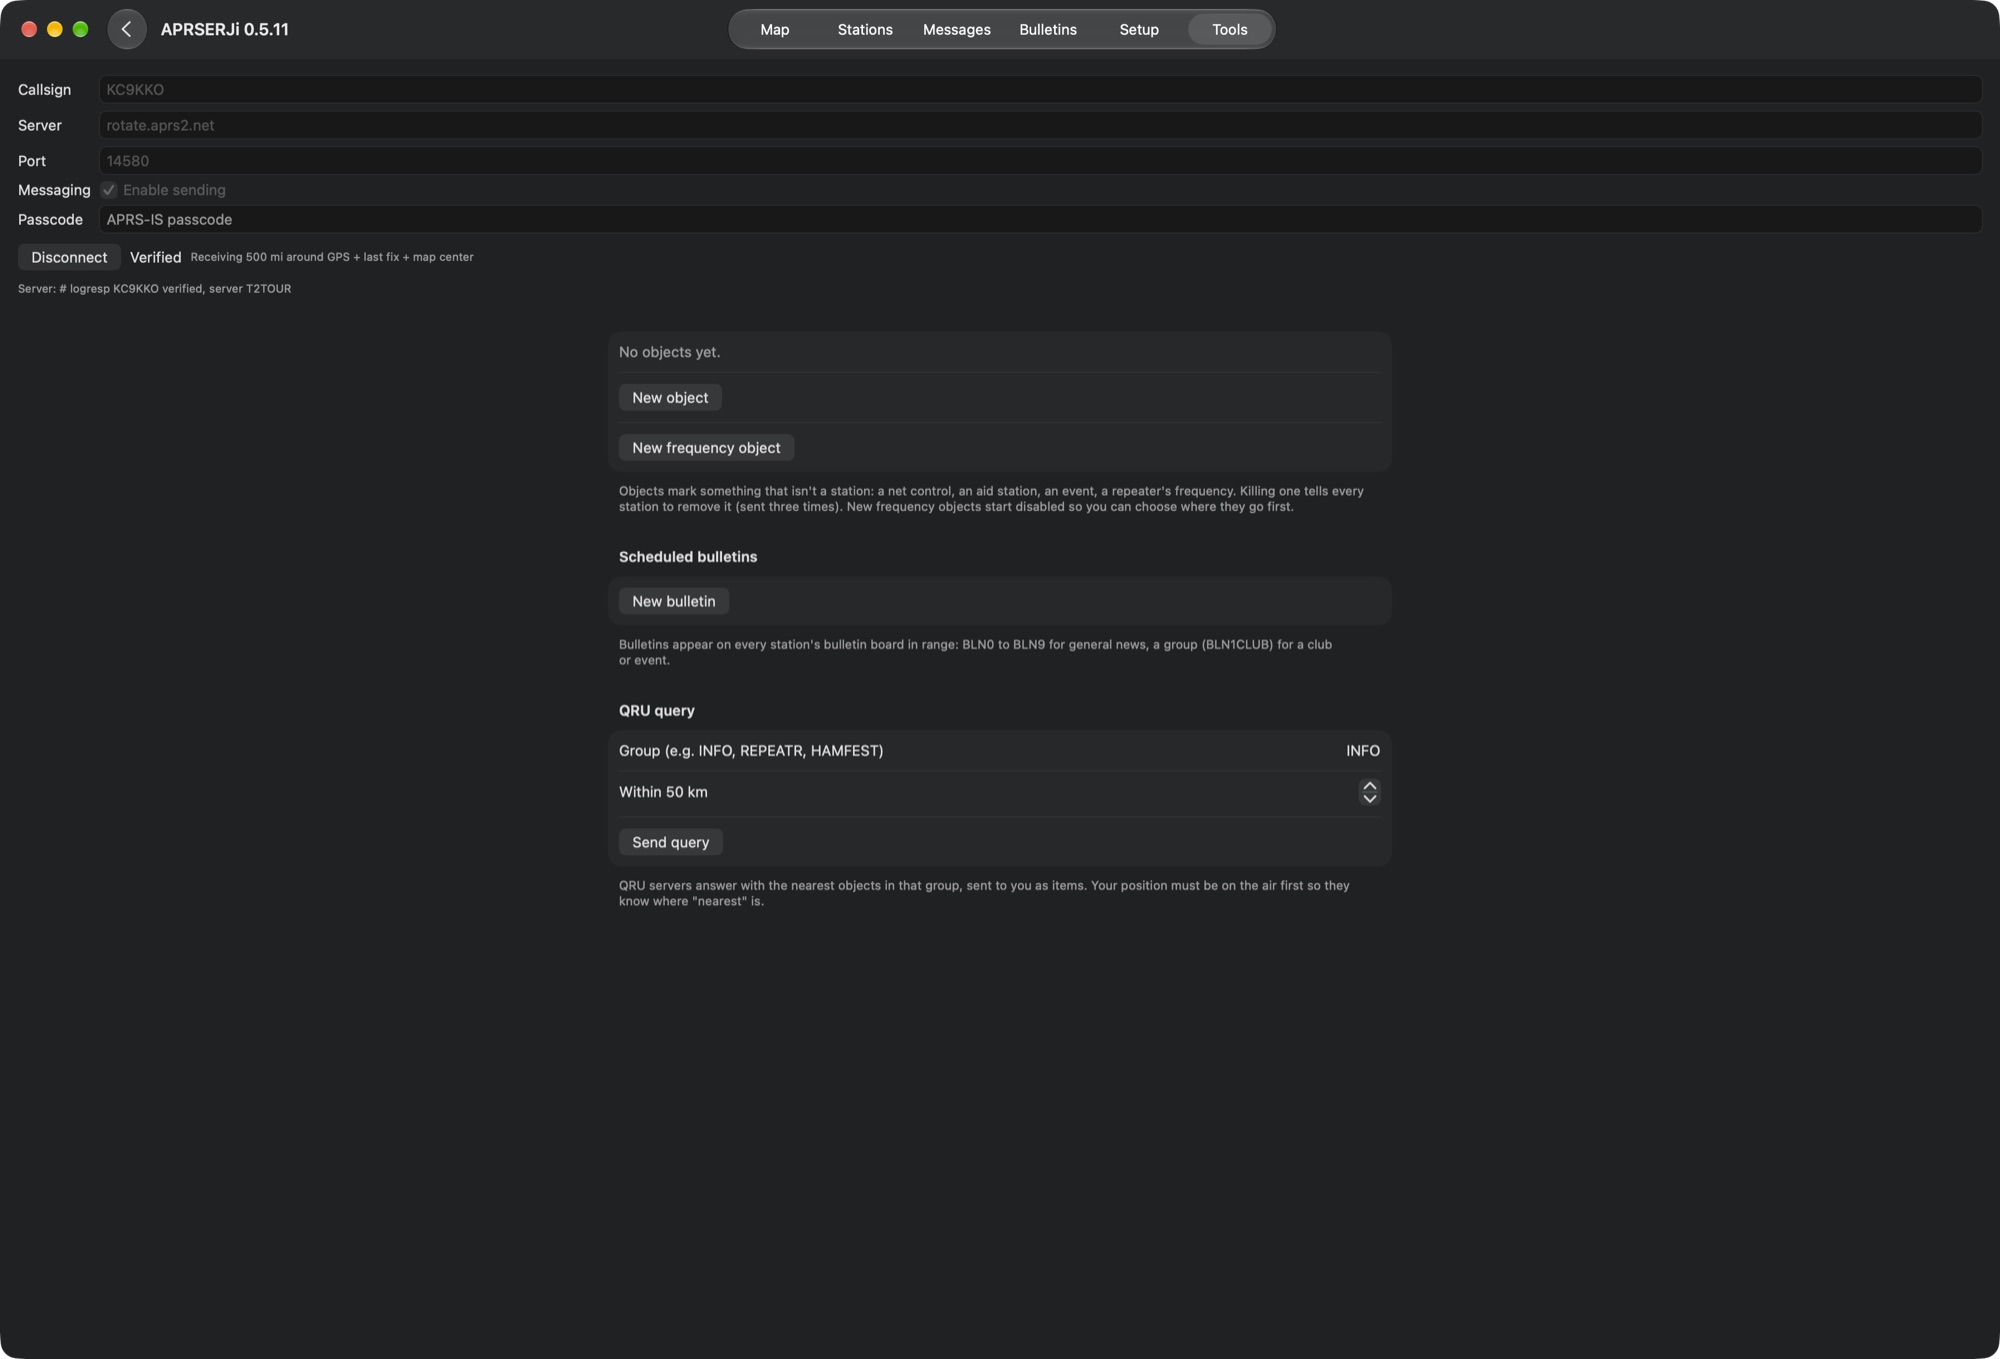 APRSERJi 0.5.11
Map Stations Messages Bulletins Setup Tools
Callsign KC9KKO
Server rotate.aprs2.net
Port 14580
Messaging Enable sending
Passcode APRS-IS passcode
Disconnect Verified Receiving 500 mi around GPS + last fix + map center
Server: # logresp KC9KKO verified, server T2TOUR
No objects yet.
New object
New frequency object
Objects mark something that isn't a station: a net control, an aid station, an event, a repeater's frequency. Killing one tells every
station to remove it (sent three times). New frequency objects start disabled so you can choose where they go first.
Scheduled bulletins
New bulletin
Bulletins appear on every station's bulletin board in range: BLN0 to BLN9 for general news, a group (BLN1CLUB) for a club
or event.
QRU query
Group (e.g. INFO, REPEATR, HAMFEST) INFO
Within 50 km
Send query
QRU servers answer with the nearest objects in that group, sent to you as items. Your position must be on the air first so they
know where "nearest" is.